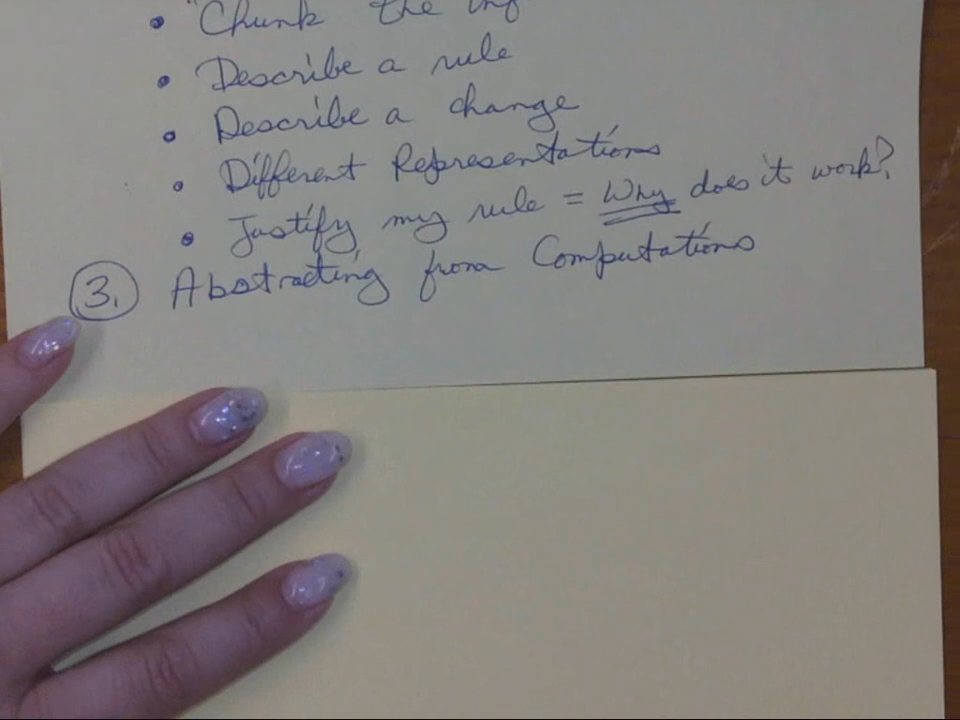 • "Chunk the
• Describe a rule
• Describe a change
• Different Representations
• Justify my rule = Why does it work?
3. Abstracting from Computations